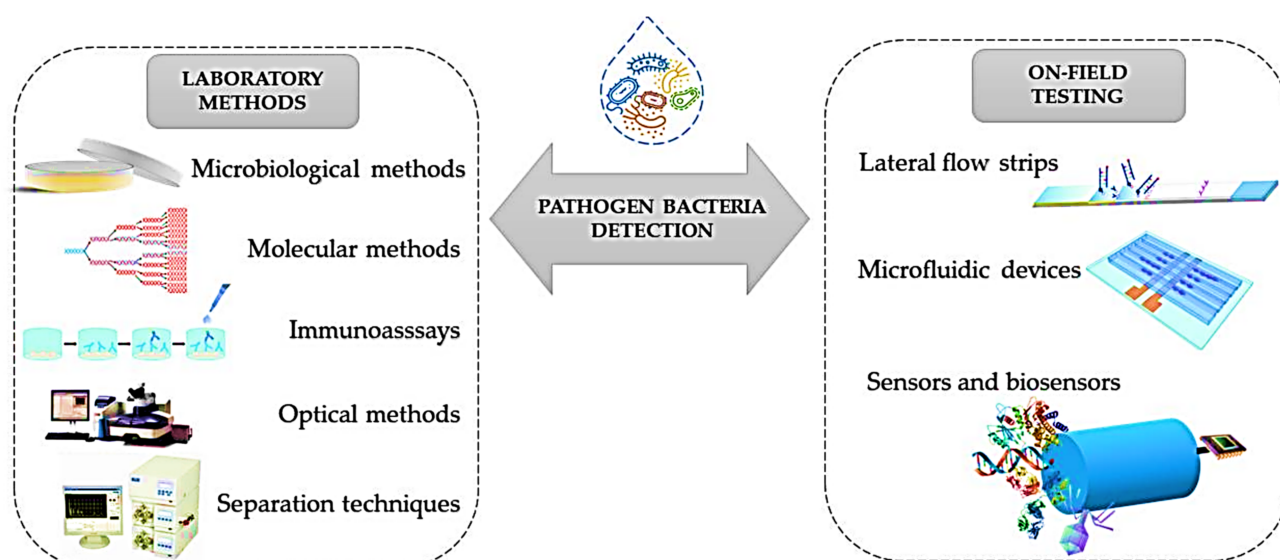 LABORATORY
METHODS
Microbiological methods
Molecular methods
Immunoasssays
Optical methods
Separation techniques
PATHOGEN BACTERIA
DETECTION
ON-FIELD
TESTING
Lateral flow strips
Microfluidic devices
Sensors and biosensors